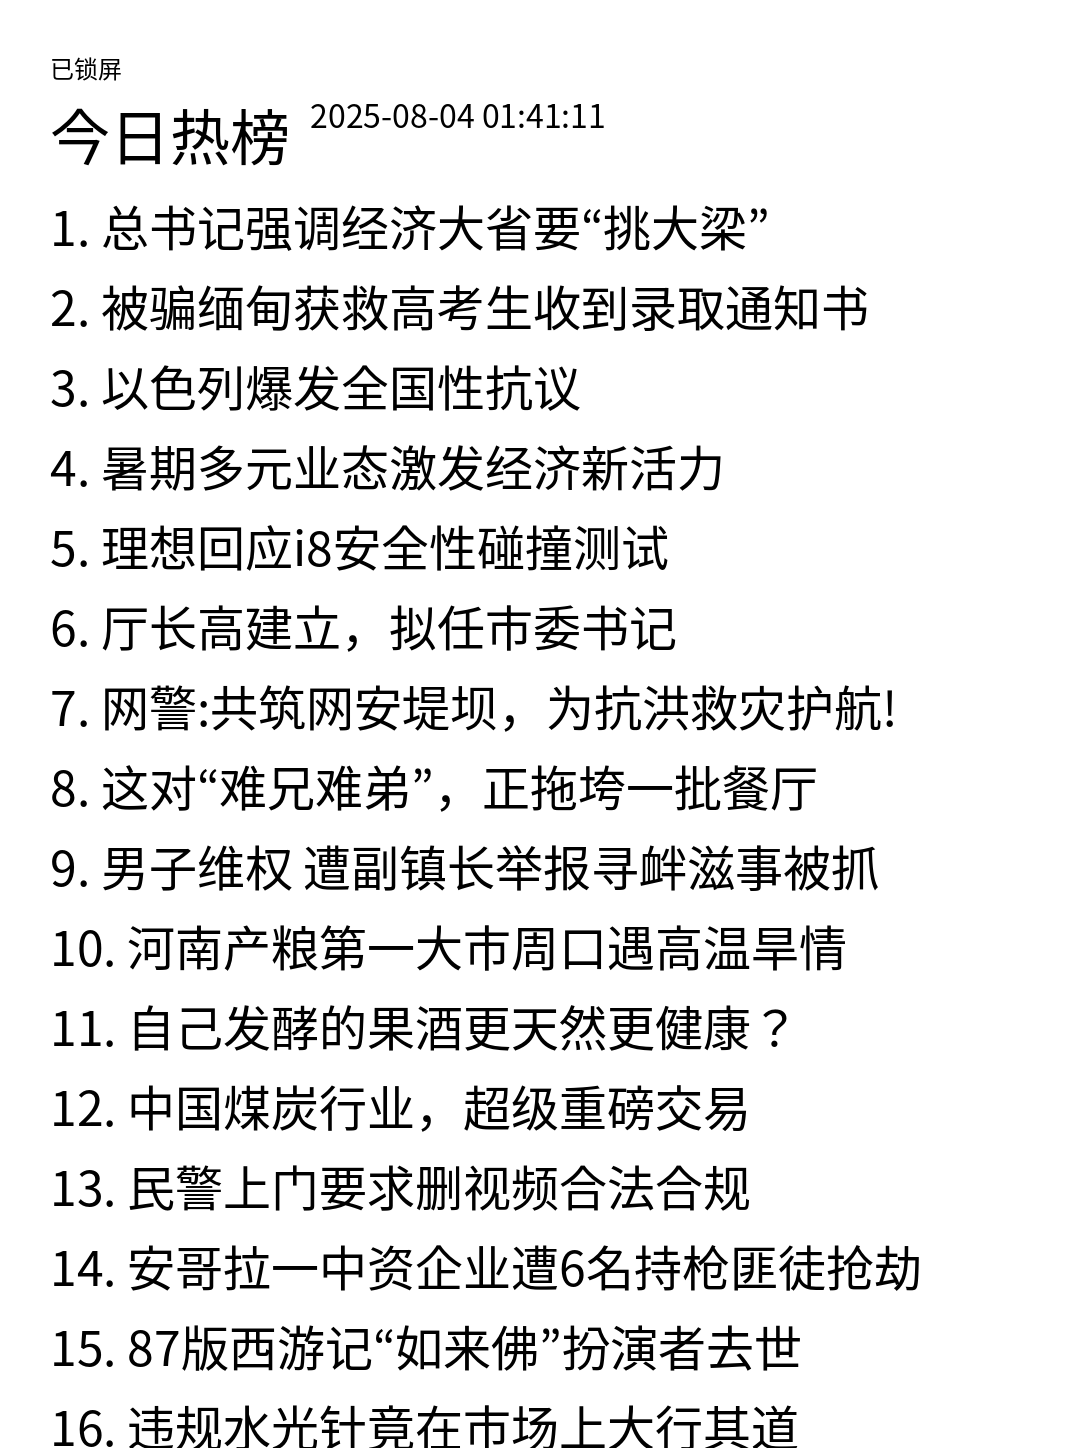 已锁屏
今日热榜 2025-08-04 01:41:11
1. 总书记强调经济大省要“挑大梁”
2. 被骗缅甸获救高考生收到录取通知书
3. 以色列爆发全国性抗议
4. 暑期多元业态激发经济新活力
5. 理想回应i8安全性碰撞测试
6. 厅长高建立，拟任市委书记
7. 网警:共筑网安堤坝，为抗洪救灾护航!
8. 这对“难兄难弟”，正拖垮一批餐厅
9. 男子维权 遭副镇长举报寻衅滋事被抓
10. 河南产粮第一大市周口遇高温旱情
11. 自己发酵的果酒更天然更健康？
12. 中国煤炭行业，超级重磅交易
13. 民警上门要求删视频合法合规
14. 安哥拉一中资企业遭6名持枪匪徒抢劫
15. 87版西游记“如来佛”扮演者去世
16. 违规水光针竟在市场上大行其道